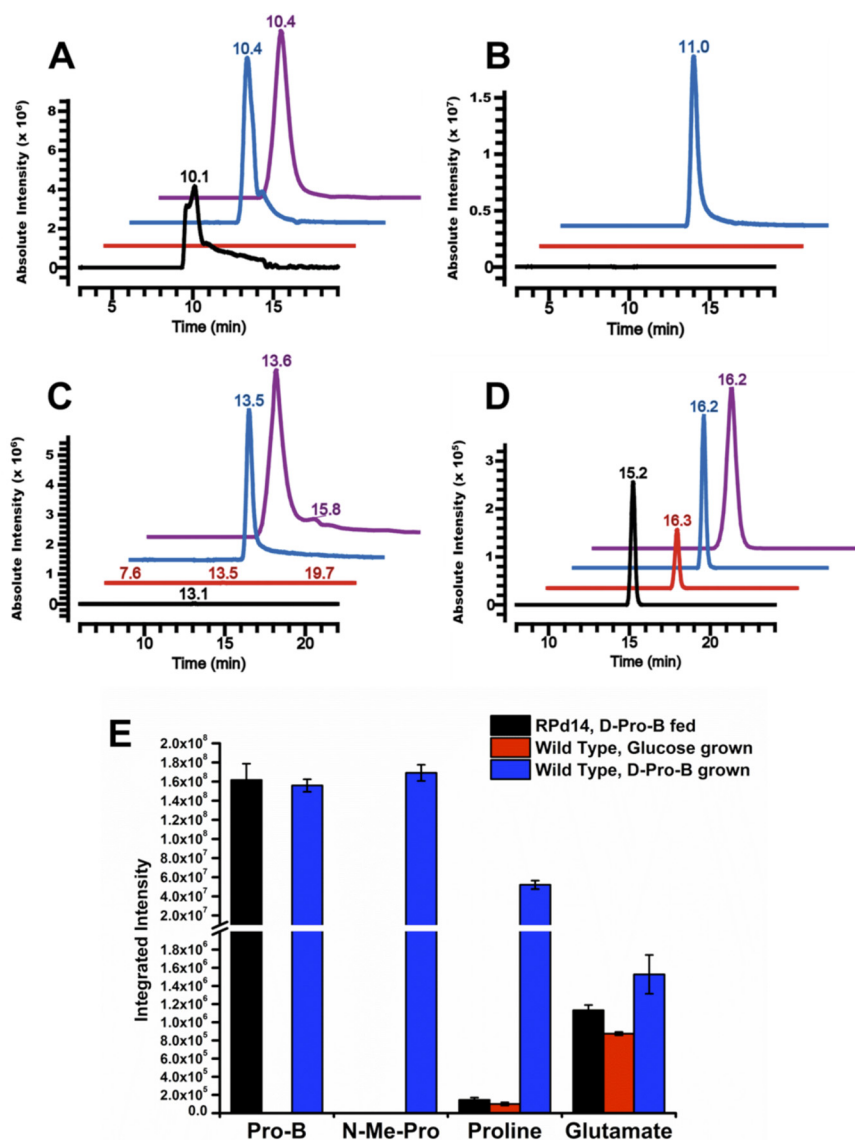 A
10.4
10.4
10.1
Absolute Intensity (x 10⁶)
8
6
4
2
0
5
10
15
Time (min)
B
11.0
Absolute Intensity (x 10⁷)
1.5
1
0.5
0
5
10
15
Time (min)
C
13.6
13.5
15.8
7.6
13.5
19.7
13.1
Absolute Intensity (x 10⁶)
5
4
3
2
1
0
10
15
20
Time (min)
D
16.2
16.2
15.2
16.3
Absolute Intensity (x 10⁵)
3
2
1
0
10
15
20
Time (min)
E
RPd14, D-Pro-B fed
Wild Type, Glucose grown
Wild Type, D-Pro-B grown
Integrated Intensity
2.0x10⁸
1.8x10⁸
1.6x10⁸
1.4x10⁸
1.2x10⁸
1.0x10⁸
8.0x10⁷
6.0x10⁷
4.0x10⁷
2.0x10⁷
1.8x10⁶
1.6x10⁶
1.4x10⁶
1.2x10⁶
1.0x10⁶
8.0x10⁵
6.0x10⁵
4.0x10⁵
2.0x10⁵
0.0
Pro-B N-Me-Pro Proline Glutamate